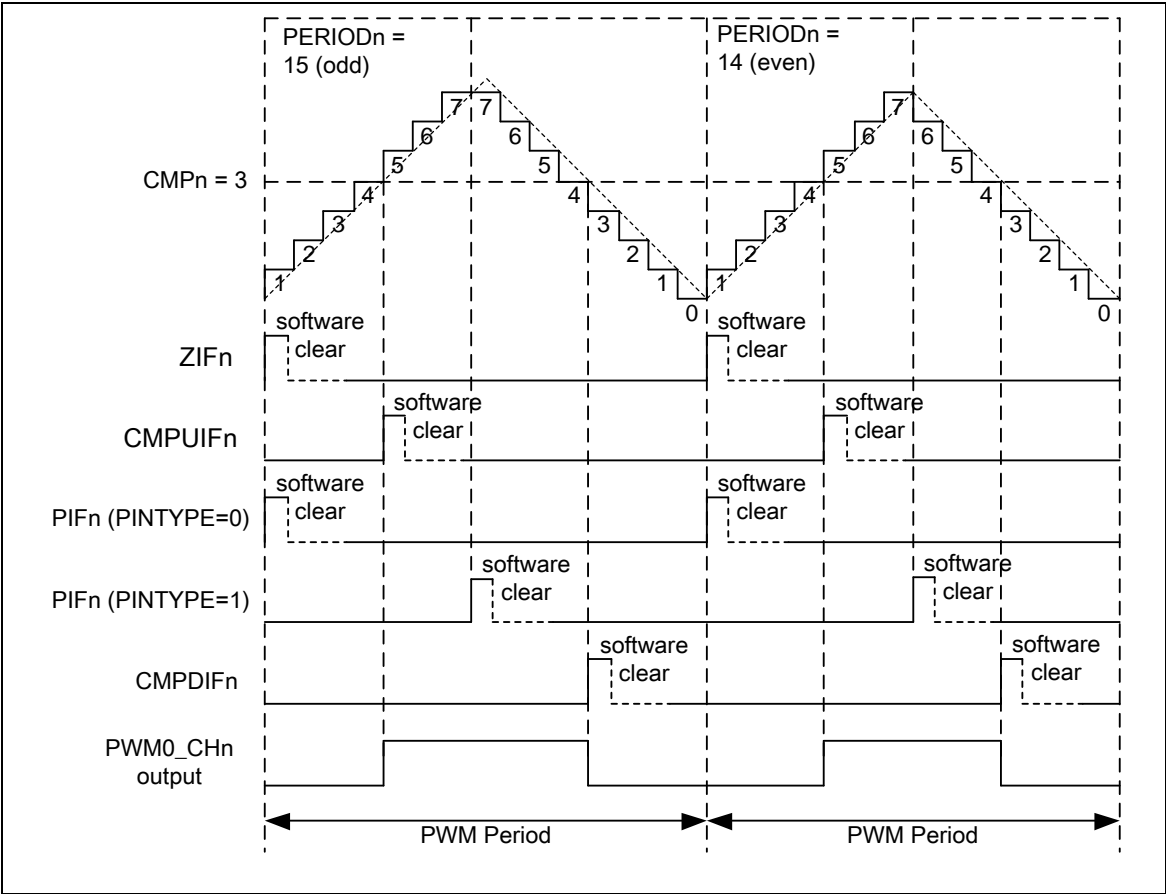 PERIODn =
15 (odd)
PERIODn =
14 (even)
7 7
7
6 6
6 6
5 5
5 5
CMPn = 3
4 4
4 4
3 3
3 3
2 2
2 2
1 1
1 1
0
0
ZIFn
software
clear
software
clear
CMPUIFn
software
clear
software
clear
PIFn (PINTYPE=0)
software
clear
software
clear
PIFn (PINTYPE=1)
software
clear
software
clear
CMPDIFn
software
clear
software
clear
PWM0_CHn
output
PWM Period
PWM Period